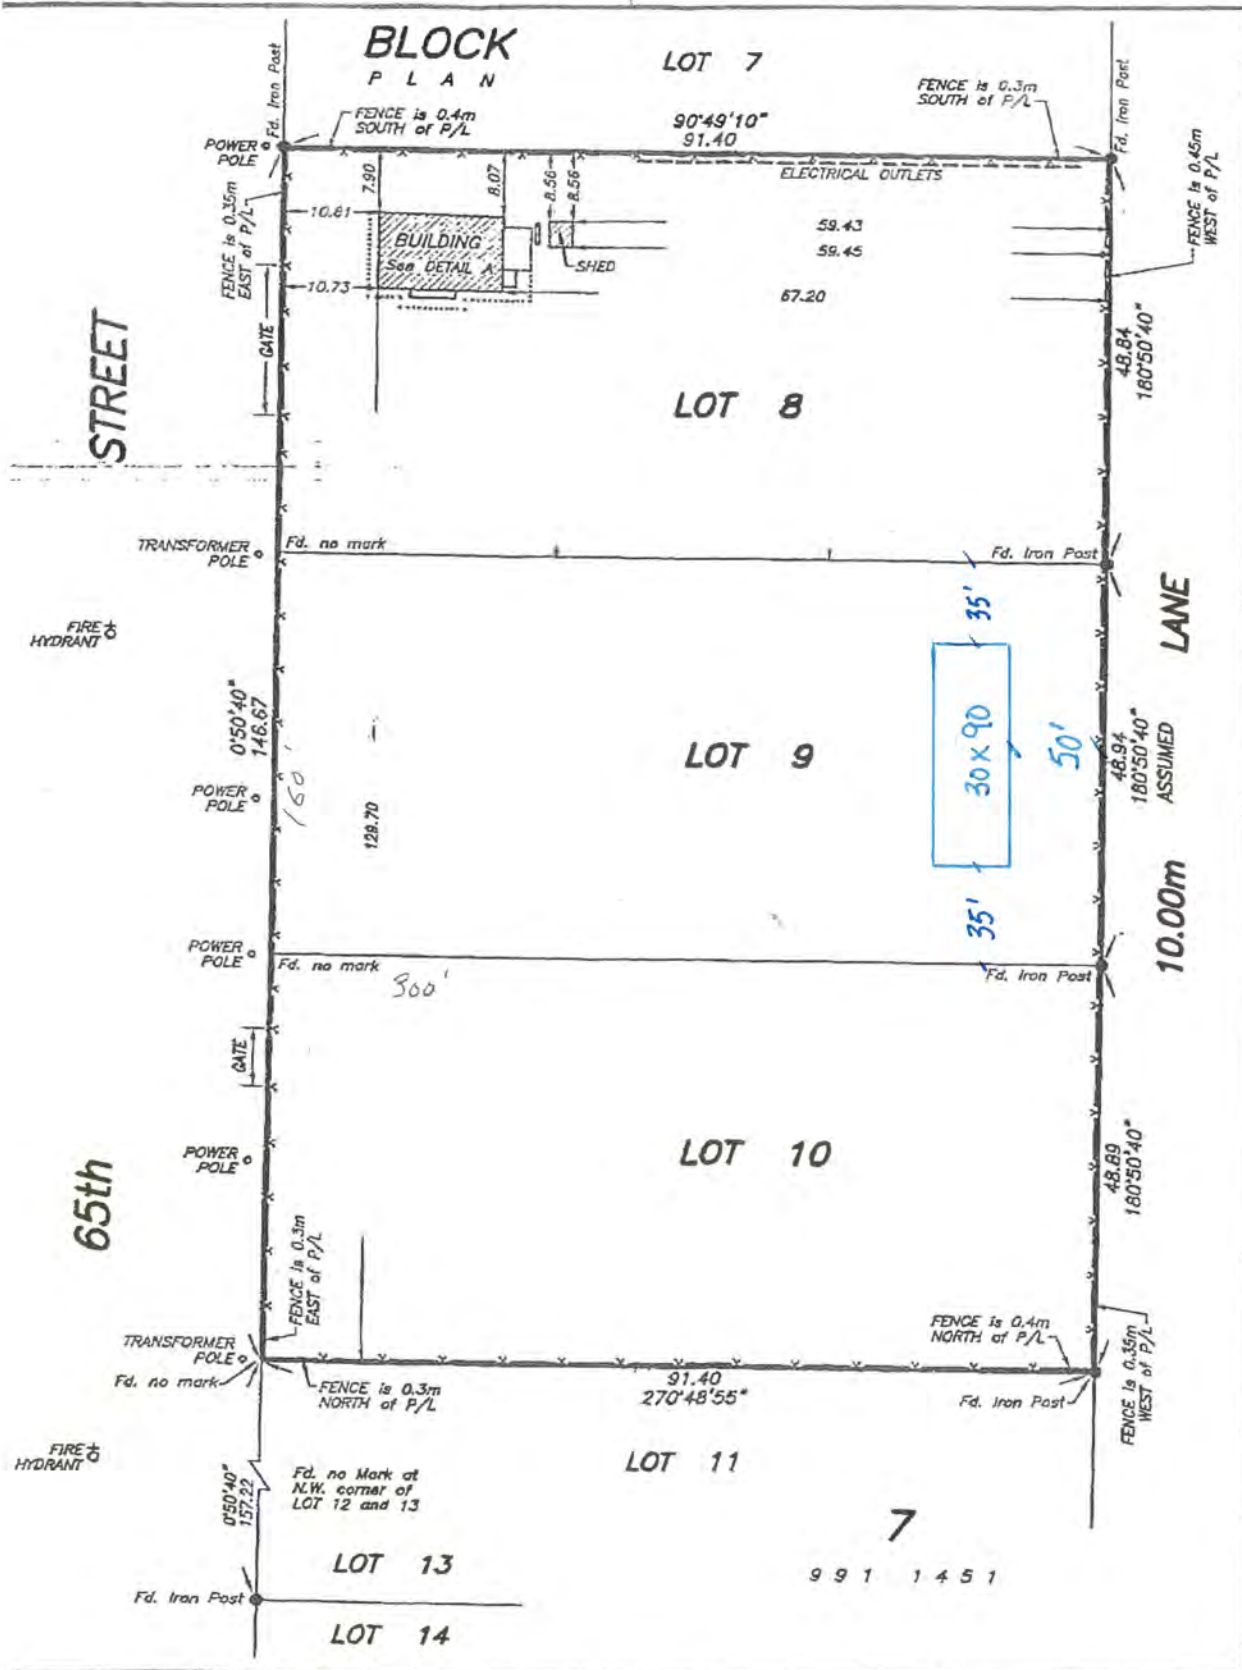 BLOCK
P L A N
LOT 7
Fd. Iron Post
FENCE is 0.4m
SOUTH of P/L
90°49'10"
91.40
FENCE is 0.3m
SOUTH of P/L
Fd. Iron Post
POWER
POLE
ELECTRICAL OUTLETS
7.90
8.07
8.56
8.56
FENCE is 0.35m
EAST of P/L
10.81
BUILDING
See DETAIL A
10.73
SHED
59.43
59.45
67.20
FENCE is 0.45m
WEST of P/L
GATE
STREET
LOT 8
48.84
180°50'40"
TRANSFORMER
POLE
Fd. no mark
Fd. Iron Post
FIRE
HYDRANT
35'
LANE
0°50'40"
146.67
160'
129.70
LOT 9
30x90
50'
48.94
180°50'40"
ASSUMED
POWER
POLE
35'
10.00m
POWER
POLE
Fd. no mark
300'
Fd. Iron Post
GATE
POWER
POLE
LOT 10
48.89
180°50'40"
65th
FENCE is 0.3m
EAST of P/L
TRANSFORMER
POLE
Fd. no mark
FENCE is 0.3m
NORTH of P/L
91.40
270°48'55"
FENCE is 0.4m
NORTH of P/L
Fd. Iron Post
FENCE is 0.35m
WEST of P/L
FIRE
HYDRANT
LOT 11
0°50'40"
157.22
Fd. no Mark at
N.W. corner of
LOT 12 and 13
7
991 1451
LOT 13
Fd. Iron Post
LOT 14